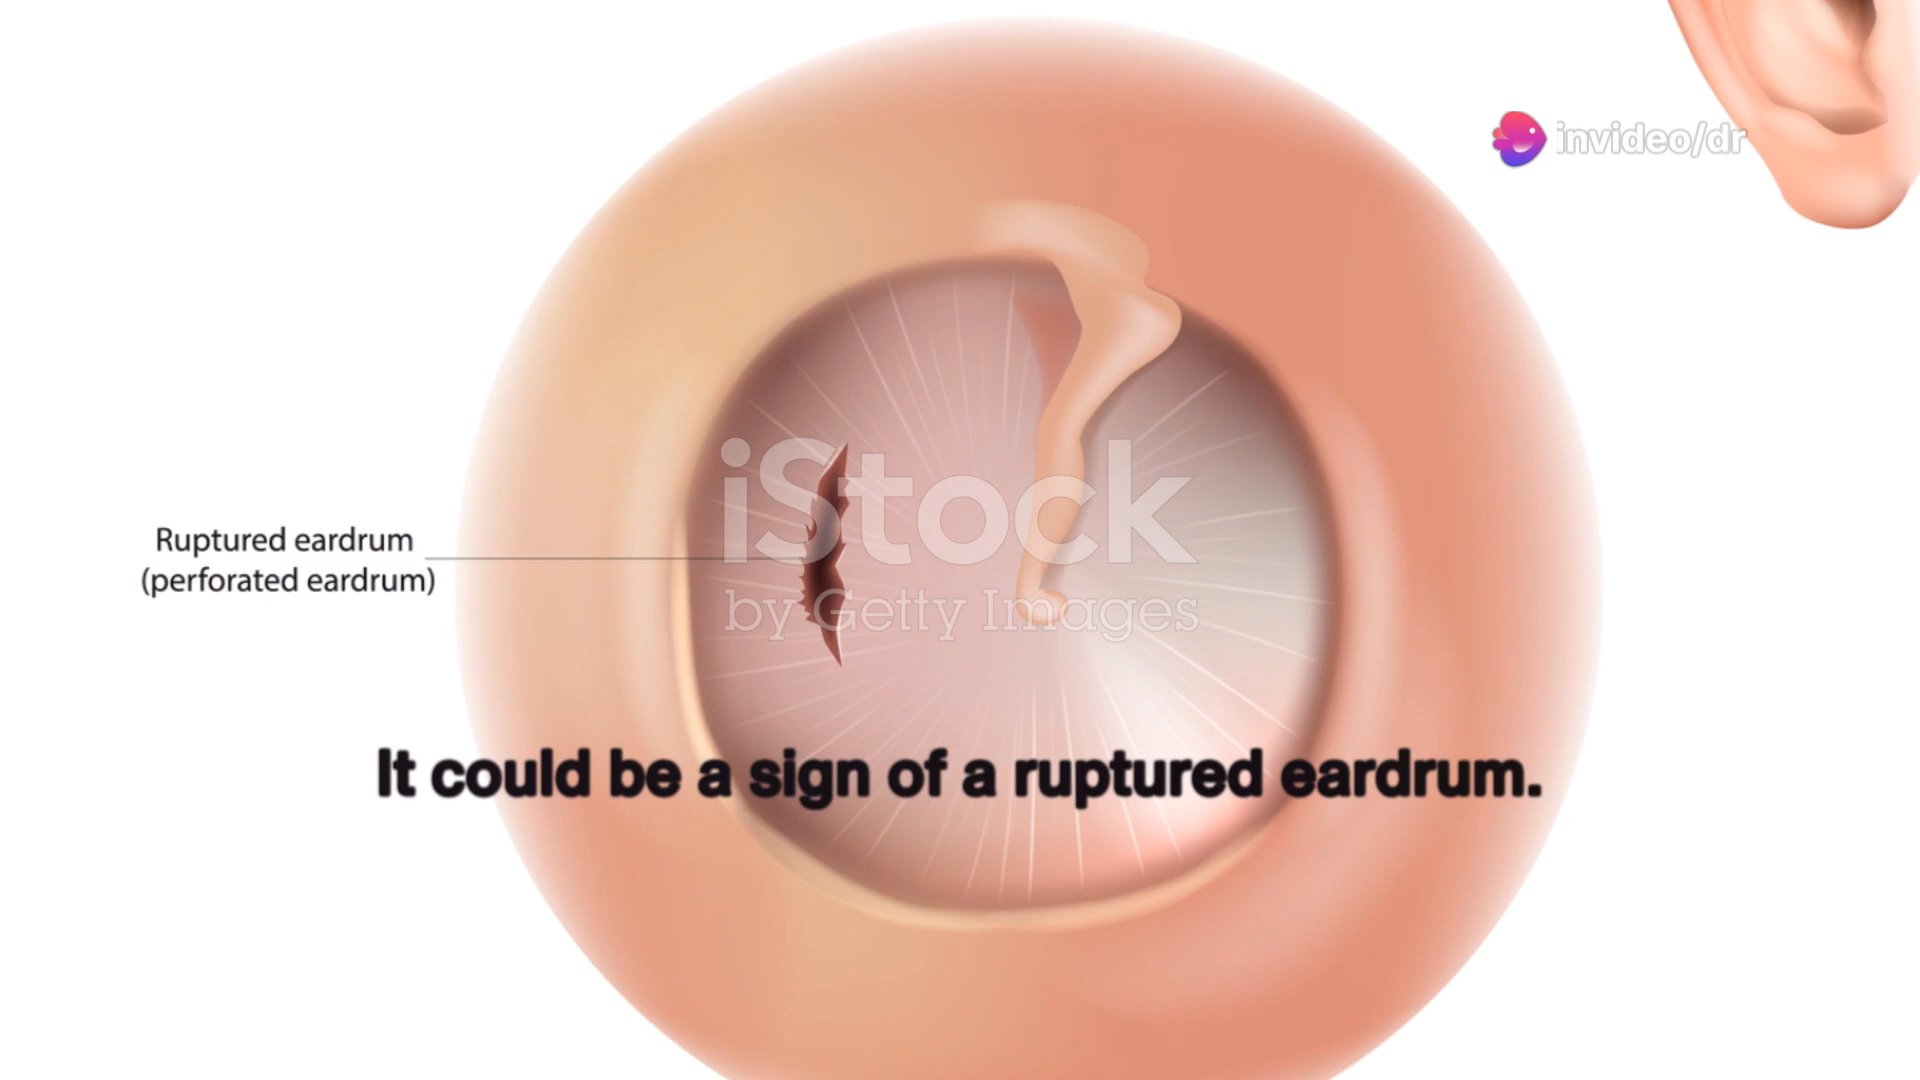 invideo/dr
iStock
by Getty Images
Ruptured eardrum
(perforated eardrum)
It could be a sign of a ruptured eardrum.